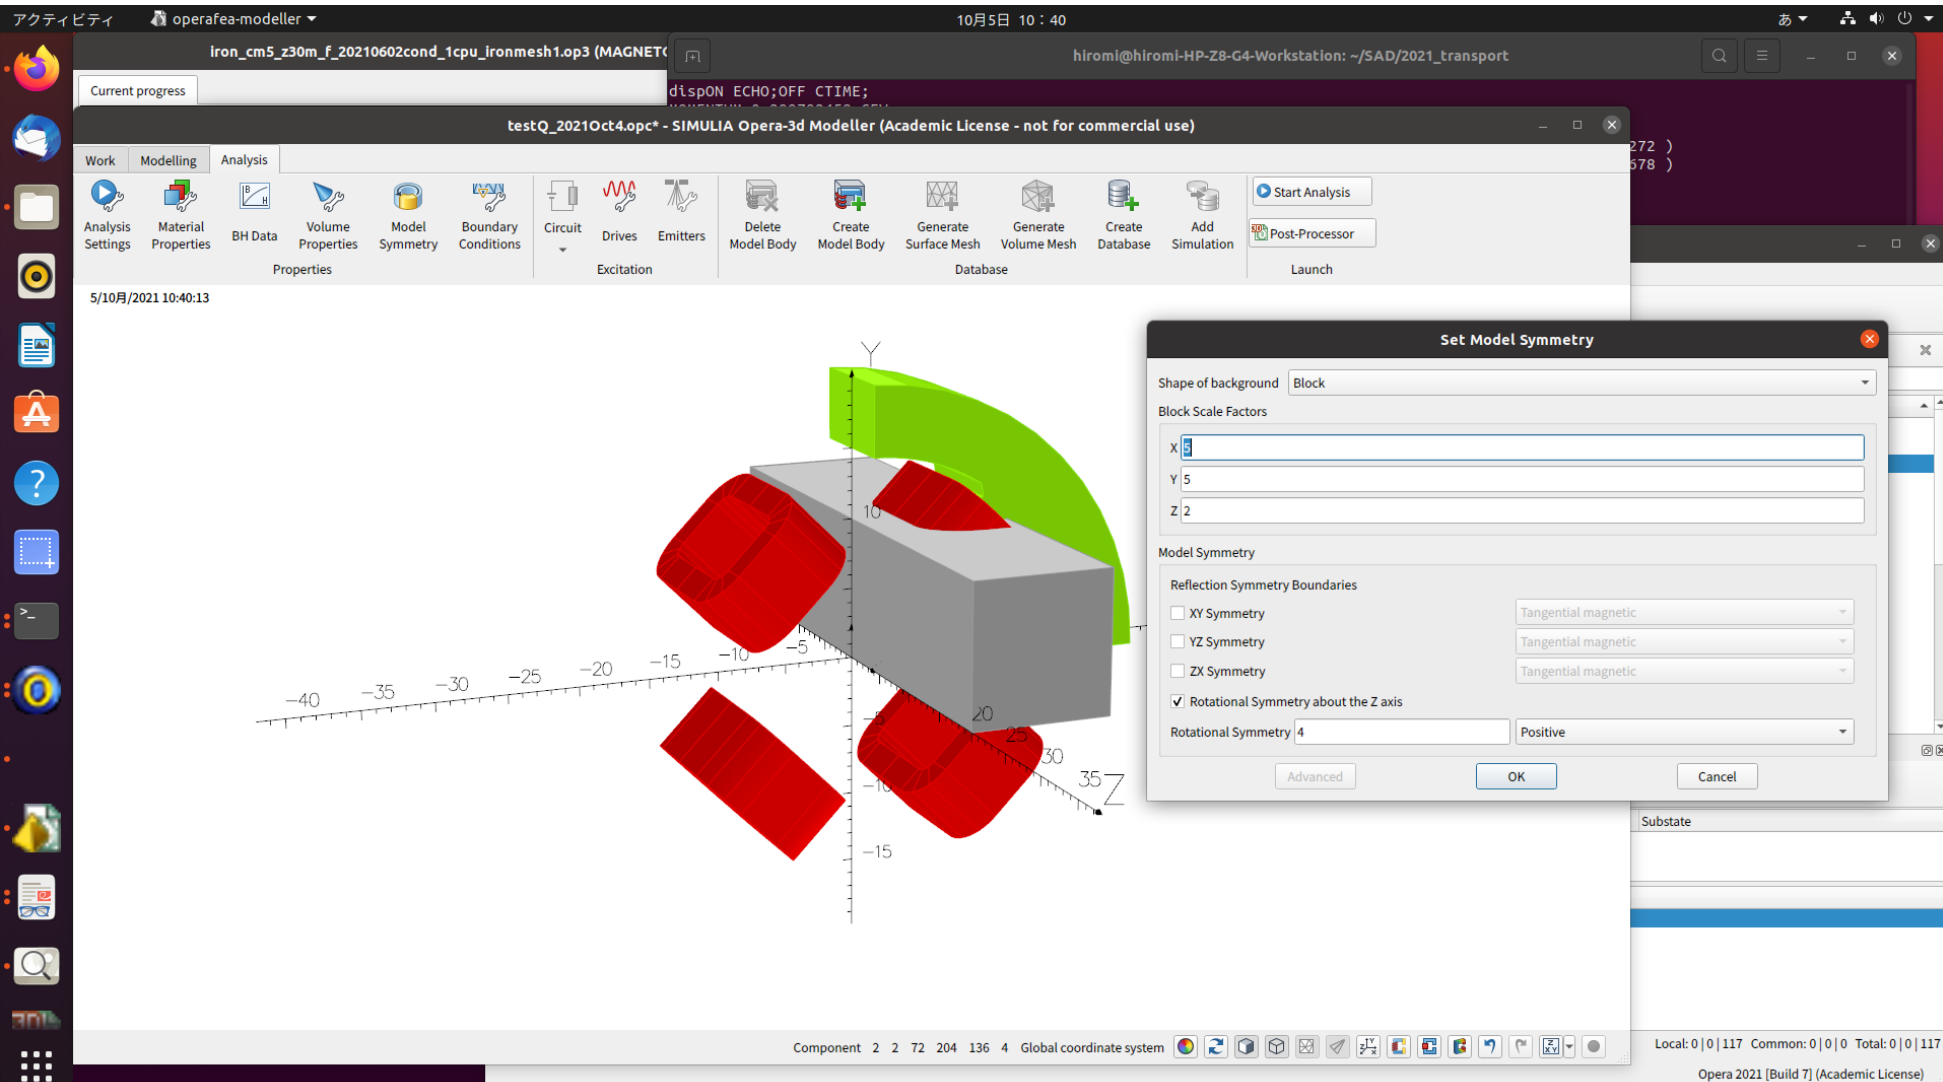 アクティビティ operafea-modeller 10月5日 10：40 あ
iron_cm5_z30m_f_20210602cond_1cpu_ironmesh1.op3 (MAGNET
hiromi@hiromi-HP-Z8-G4-Workstation: ~/SAD/2021_transport
Current progress
dispON ECHO;OFF CTIME;
272 )
678 )
testQ_2021Oct4.opc* - SIMULIA Opera-3d Modeller (Academic License - not for commercial use)
Work Modelling Analysis
Analysis Settings
Material Properties
BH Data
Volume Properties
Model Symmetry
Boundary Conditions
Circuit
Drives
Emitters
Delete Model Body
Create Model Body
Generate Surface Mesh
Generate Volume Mesh
Create Database
Add Simulation
Start Analysis
Post-Processor
Properties Excitation Database Launch
5/10月/2021 10:40:13
Y
10
-5
-10
-15
-20
-25
-30
-35
-40
-5
20
25
30
35
Z
-10
-15
Set Model Symmetry
Shape of background Block
Block Scale Factors
X 5
Y 5
Z 2
Model Symmetry
Reflection Symmetry Boundaries
XY Symmetry Tangential magnetic
YZ Symmetry Tangential magnetic
ZX Symmetry Tangential magnetic
Rotational Symmetry about the Z axis
Rotational Symmetry 4 Positive
Advanced OK Cancel
Substate
Component 2 2 72 204 136 4 Global coordinate system
Local: 0 | 0 | 117 Common: 0 | 0 | 0 Total: 0 | 0 | 117
Opera 2021 [Build 7] (Academic License)